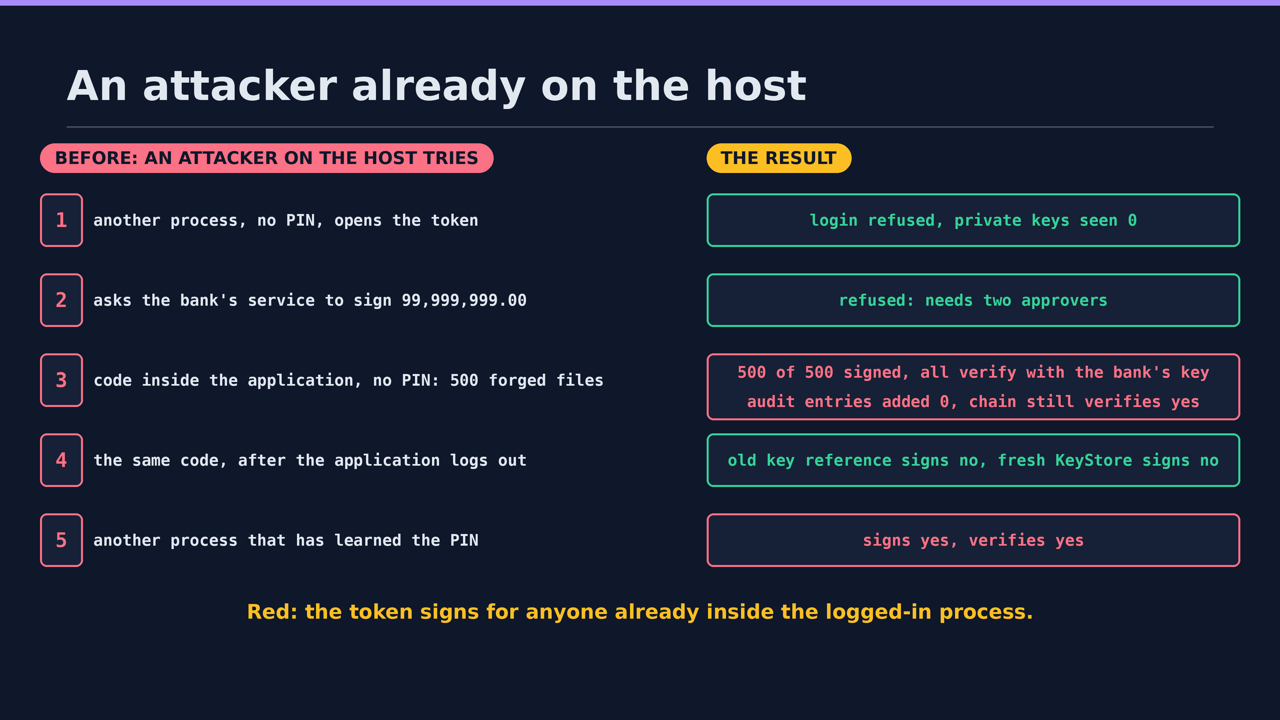 An attacker already on the host
BEFORE: AN ATTACKER ON THE HOST TRIES
THE RESULT
1
another process, no PIN, opens the token
login refused, private keys seen 0
2
asks the bank's service to sign 99,999,999.00
refused: needs two approvers
3
code inside the application, no PIN: 500 forged files
500 of 500 signed, all verify with the bank's key
audit entries added 0, chain still verifies yes
4
the same code, after the application logs out
old key reference signs no, fresh KeyStore signs no
5
another process that has learned the PIN
signs yes, verifies yes
Red: the token signs for anyone already inside the logged-in process.